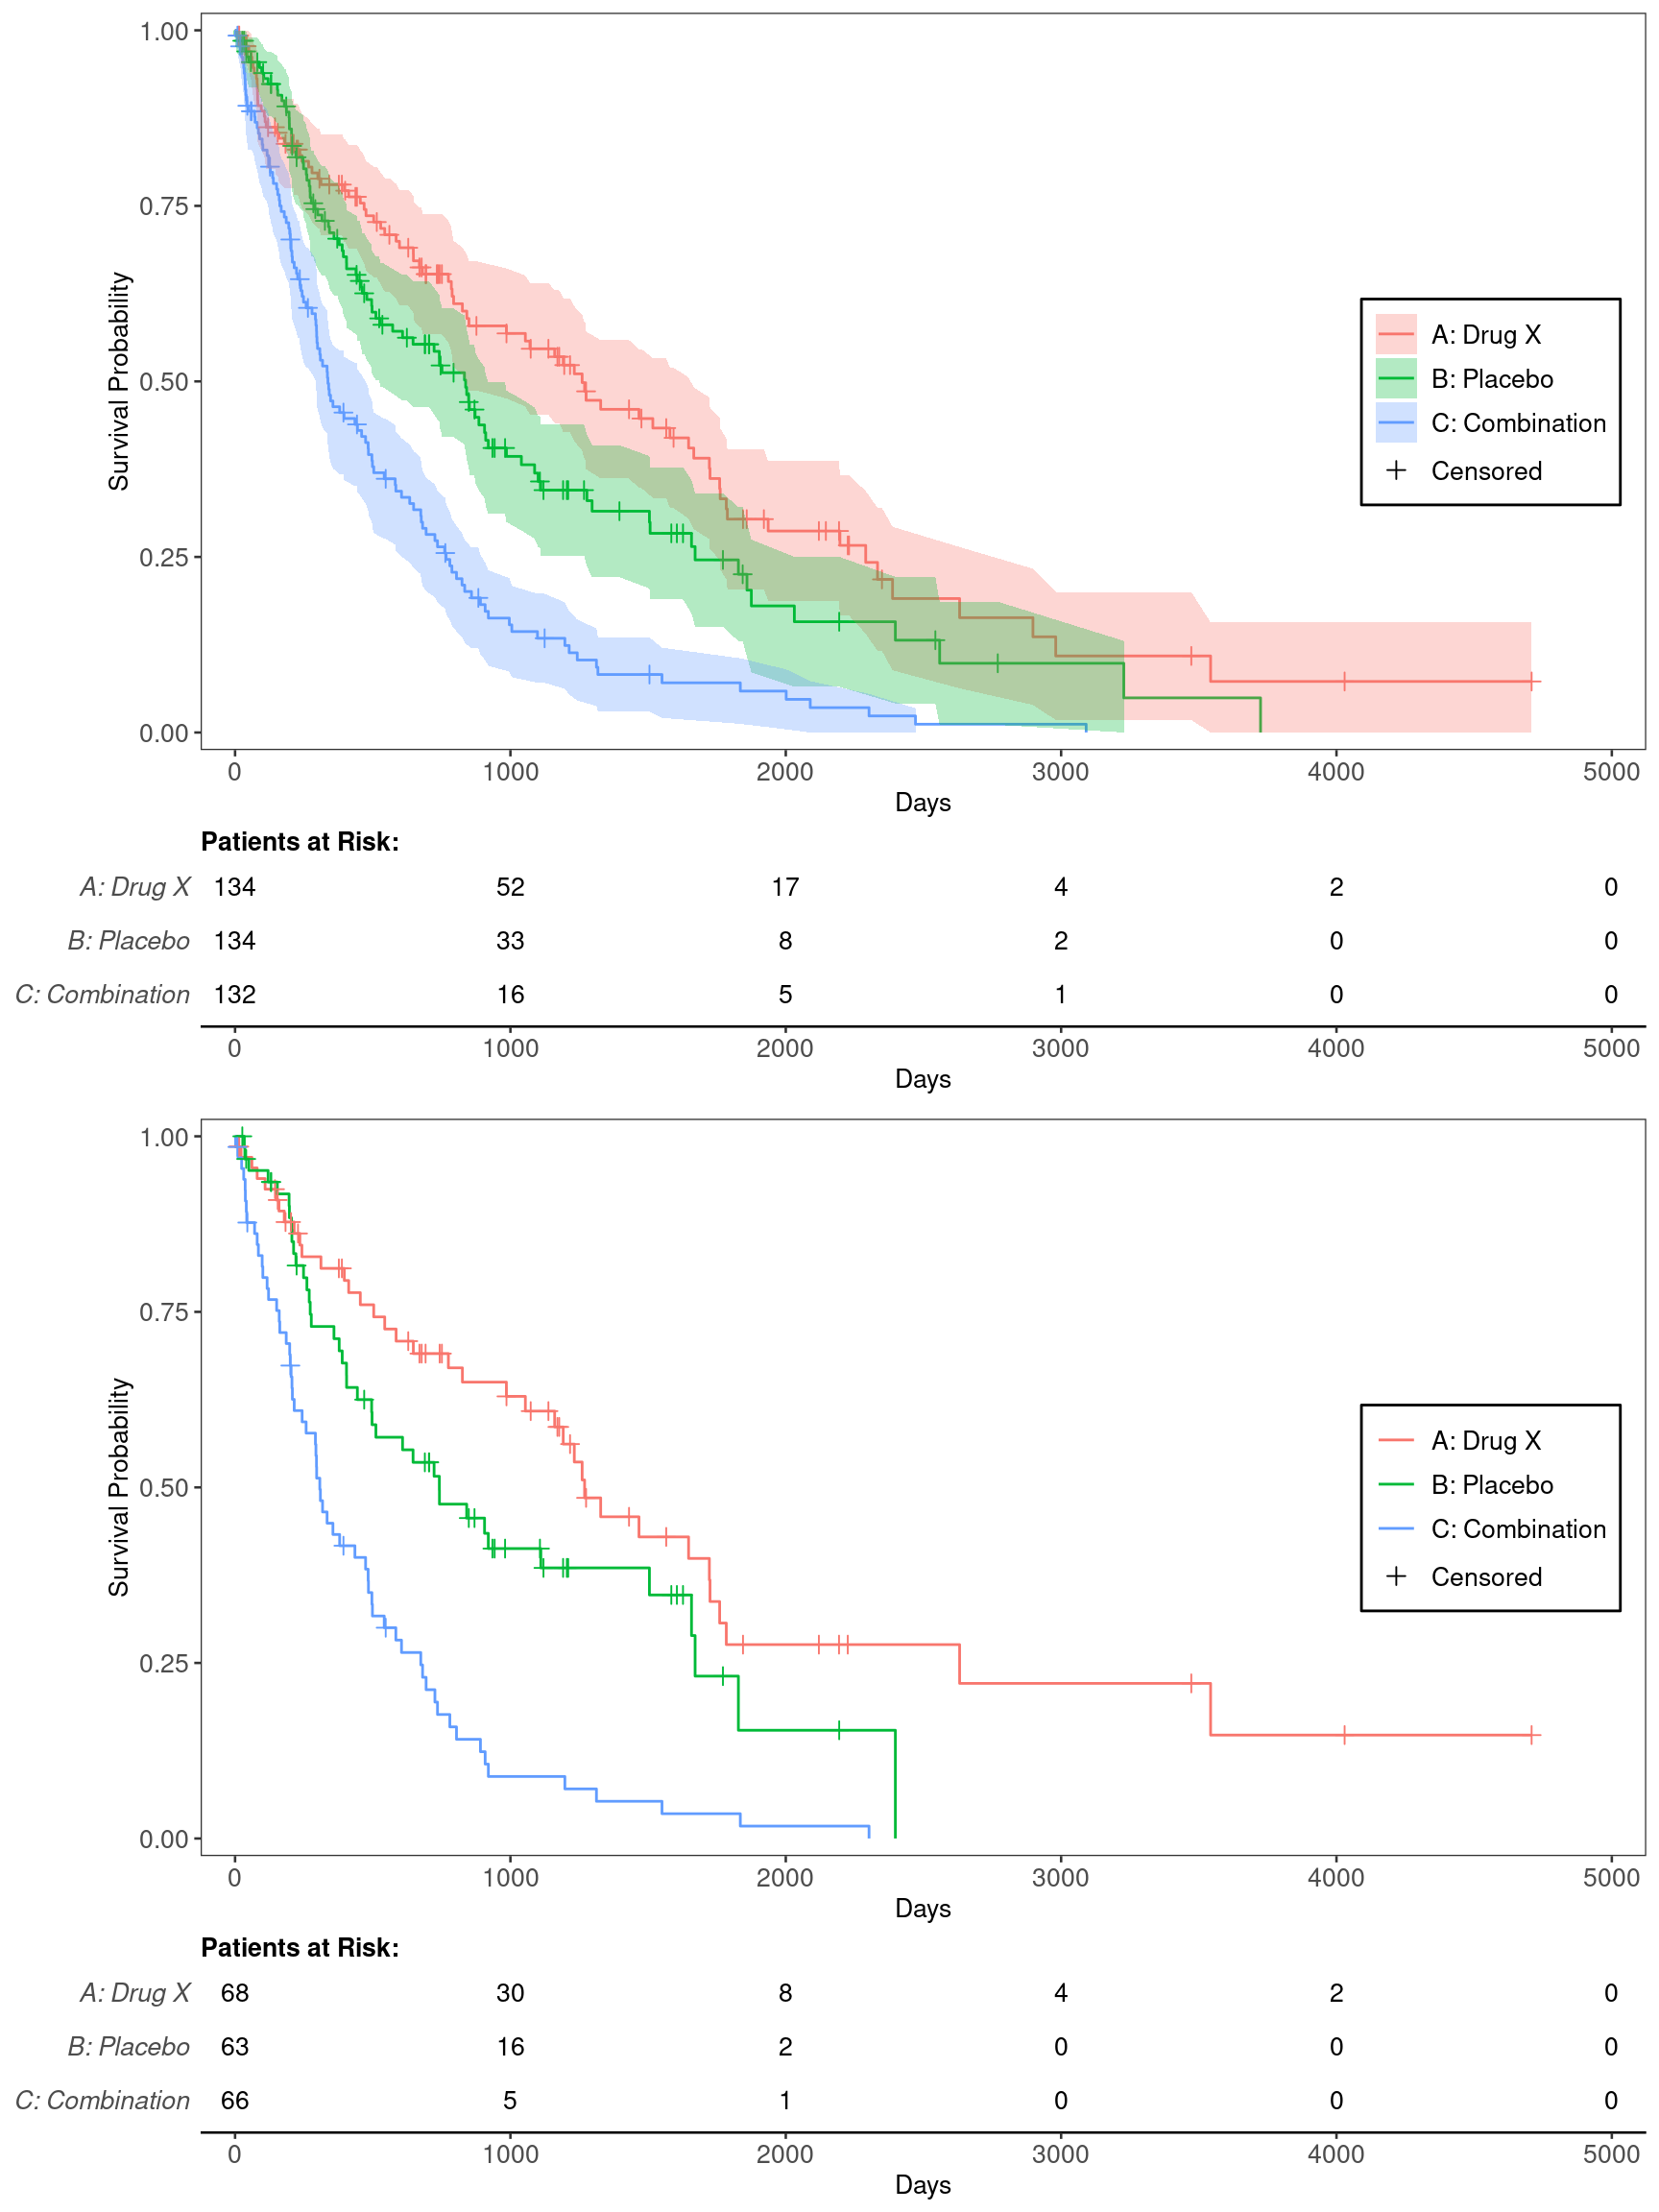 1.00
0.75
0.50
0.25
0.00
Survival Probability
A: Drug X
B: Placebo
C: Combination
Censored
0 1000 2000 3000 4000 5000
Days
Patients at Risk:
A: Drug X 134 52 17 4 2 0
B: Placebo 134 33 8 2 0 0
C: Combination 132 16 5 1 0 0
0 1000 2000 3000 4000 5000
Days
1.00
0.75
0.50
0.25
0.00
Survival Probability
A: Drug X
B: Placebo
C: Combination
Censored
0 1000 2000 3000 4000 5000
Days
Patients at Risk:
A: Drug X 68 30 8 4 2 0
B: Placebo 63 16 2 0 0 0
C: Combination 66 5 1 0 0 0
0 1000 2000 3000 4000 5000
Days